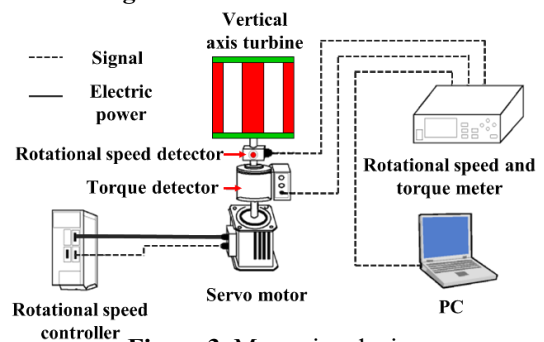 Vertical
axis turbine
Signal
Electric
power
Rotational speed detector
Torque detector
Rotational speed and
torque meter
Servo motor
PC
Rotational speed
controller